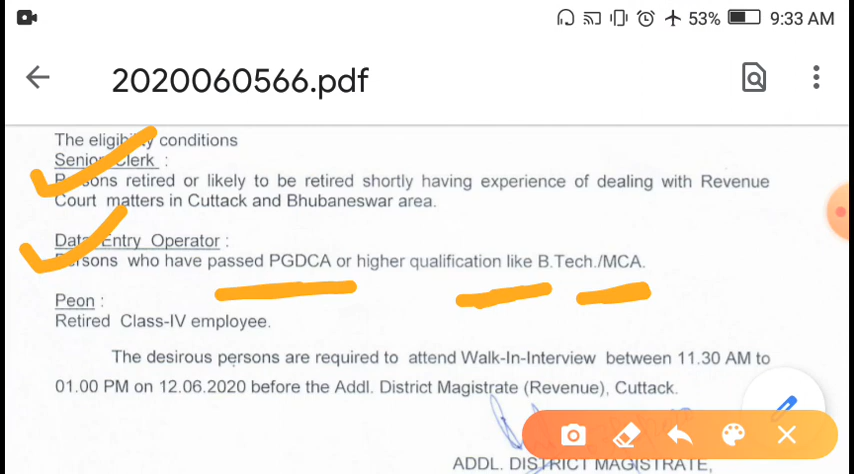 53% 9:33 AM
2020060566.pdf
The eligibility conditions
Senior Clerk :
Persons retired or likely to be retired shortly having experience of dealing with Revenue
Court matters in Cuttack and Bhubaneswar area.
Data Entry Operator :
Persons who have passed PGDCA or higher qualification like B.Tech./MCA.
Peon :
Retired Class-IV employee.
The desirous persons are required to attend Walk-In-Interview between 11.30 AM to
01.00 PM on 12.06.2020 before the Addl. District Magistrate (Revenue), Cuttack.
ADDL. DISTRICT MAGISTRATE,